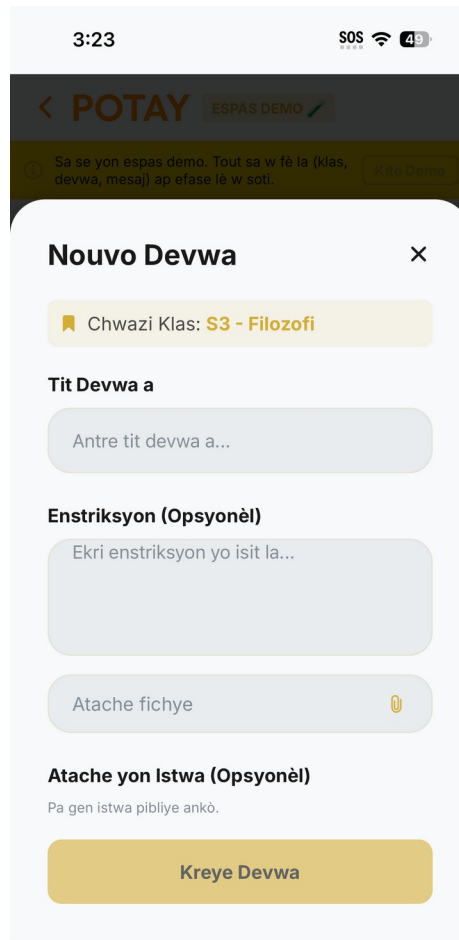 3:23
SOS
49
POTAY
ESPAS DEMO
Sa se yon espas demo. Tout sa w fè la (klas,
devwa, mesaj) ap efase lè w soti.
Kite Demo
Nouvo Devwa
Chwazi Klas: S3 - Filozofi
Tit Devwa a
Antre tit devwa a...
Enstriksyon (Opsyonèl)
Ekri enstriksyon yo isit la...
Atache fichye
Atache yon Istwa (Opsyonèl)
Pa gen istwa pibliye ankò.
Kreye Devwa